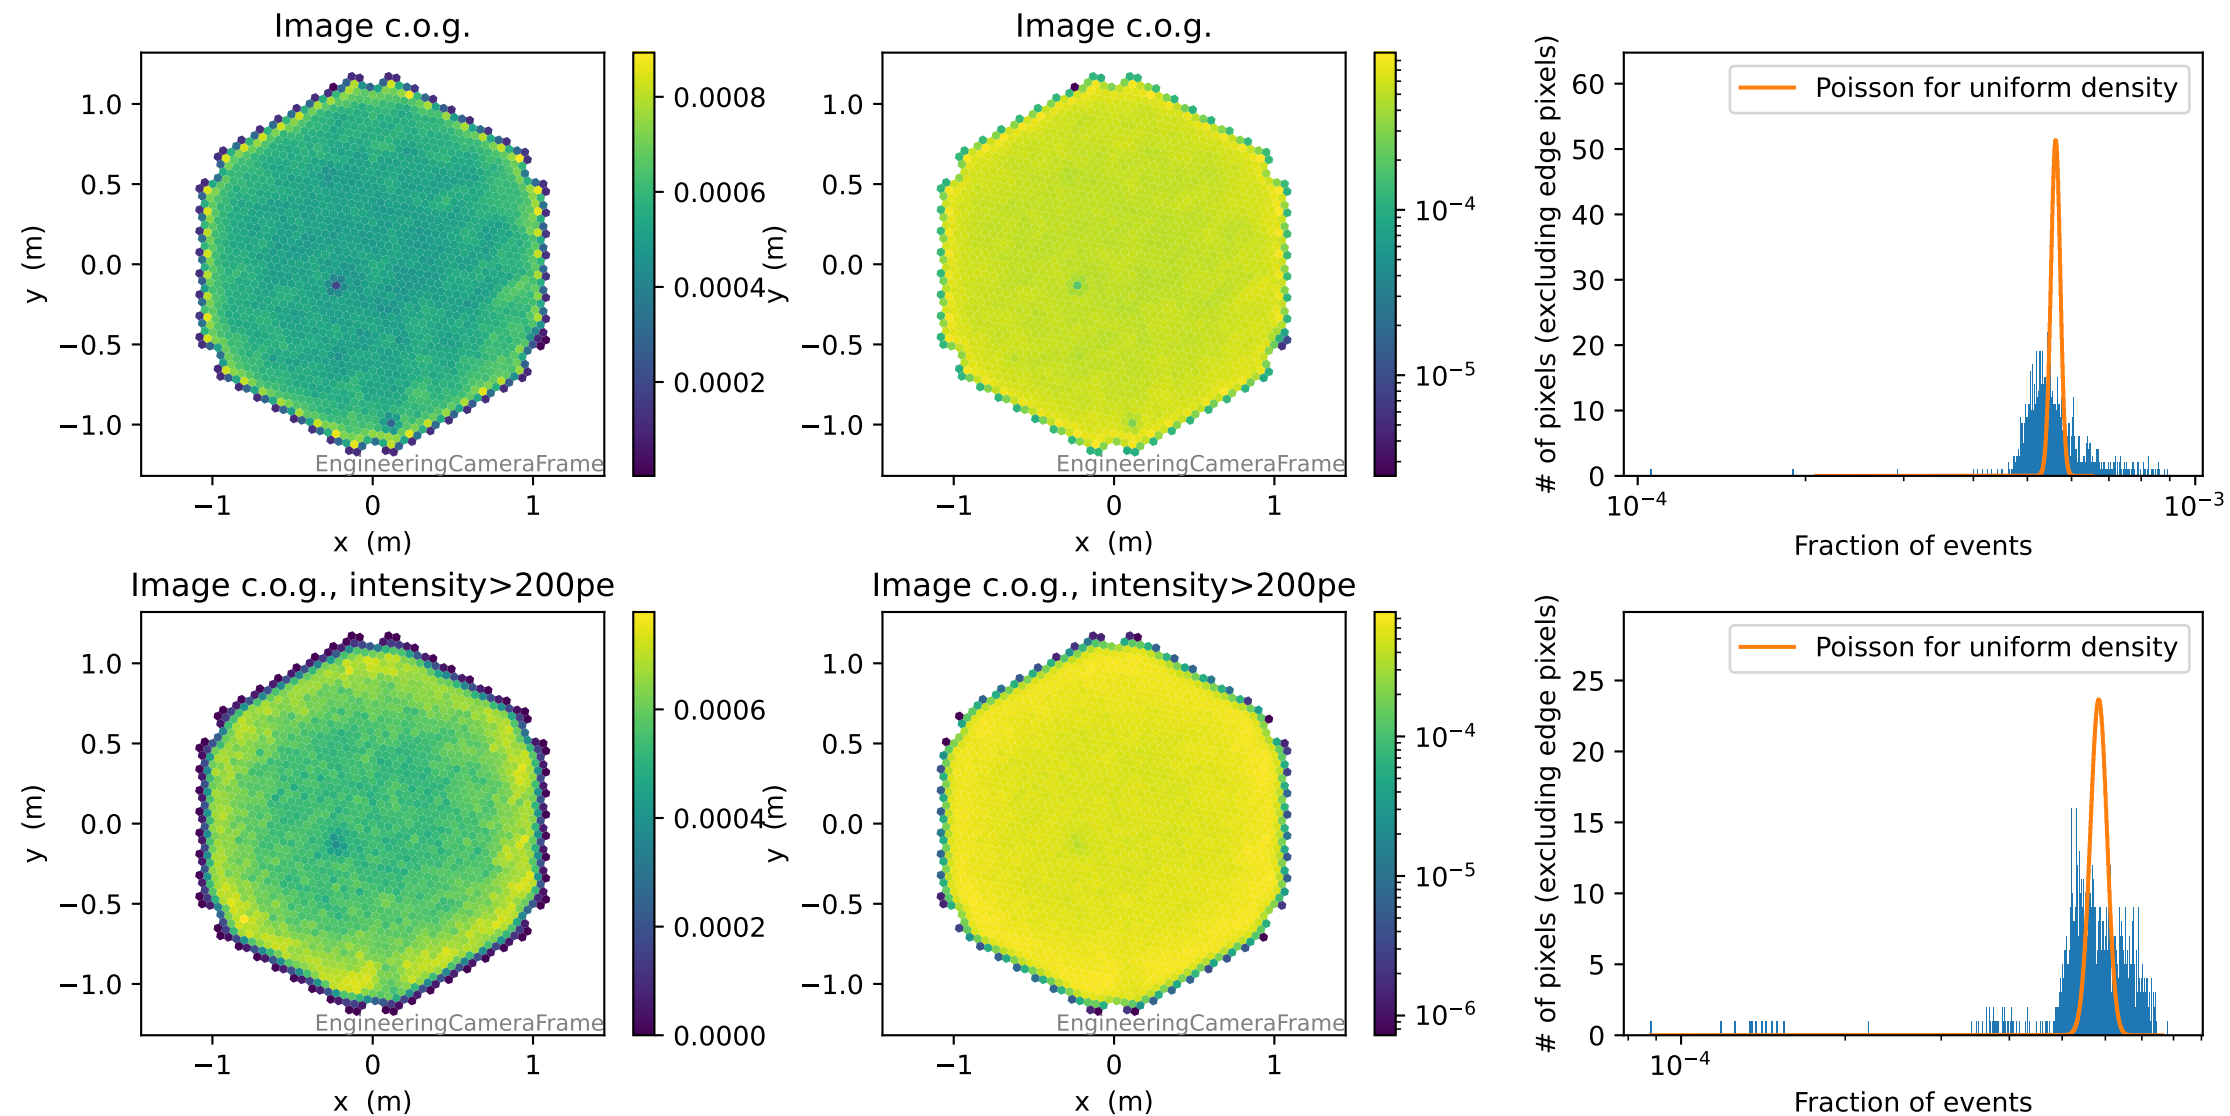 Image c.o.g.
1.0
0.5
0.0
−0.5
−1.0
y (m)
−1
0
1
x (m)
EngineeringCameraFrame
0.0008
0.0006
0.0004
0.0002
Image c.o.g.
1.0
0.5
0.0
−0.5
−1.0
y (m)
−1
0
1
x (m)
EngineeringCameraFrame
10⁻⁴
10⁻⁵
60
50
40
30
20
10
0
# of pixels (excluding edge pixels)
Poisson for uniform density
10⁻⁴
10⁻³
Fraction of events
Image c.o.g., intensity>200pe
1.0
0.5
0.0
−0.5
−1.0
y (m)
−1
0
1
x (m)
EngineeringCameraFrame
0.0006
0.0004
0.0002
0.0000
Image c.o.g., intensity>200pe
1.0
0.5
0.0
−0.5
−1.0
y (m)
−1
0
1
x (m)
EngineeringCameraFrame
10⁻⁴
10⁻⁵
10⁻⁶
25
20
15
10
5
0
# of pixels (excluding edge pixels)
Poisson for uniform density
10⁻⁴
Fraction of events